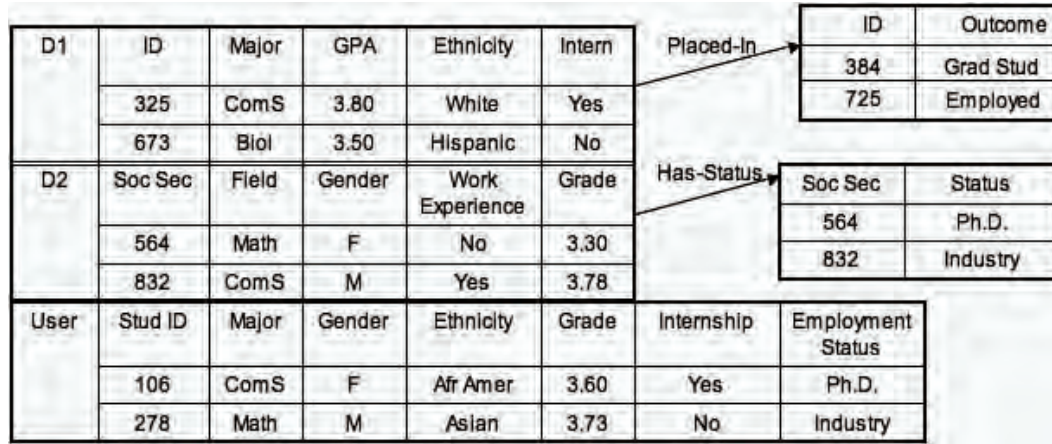 D1 ID Major GPA Ethnicity Intern
325 ComS 3.80 White Yes
673 Biol 3.50 Hispanic No
Placed-In
ID Outcome
384 Grad Stud
725 Employed
D2 Soc Sec Field Gender Work Experience Grade
564 Math F No 3.30
832 ComS M Yes 3.78
Has-Status
Soc Sec Status
564 Ph.D.
832 Industry
User Stud ID Major Gender Ethnicity Grade Internship Employment Status
106 ComS F Afr Amer 3.60 Yes Ph.D.
278 Math M Asian 3.73 No Industry